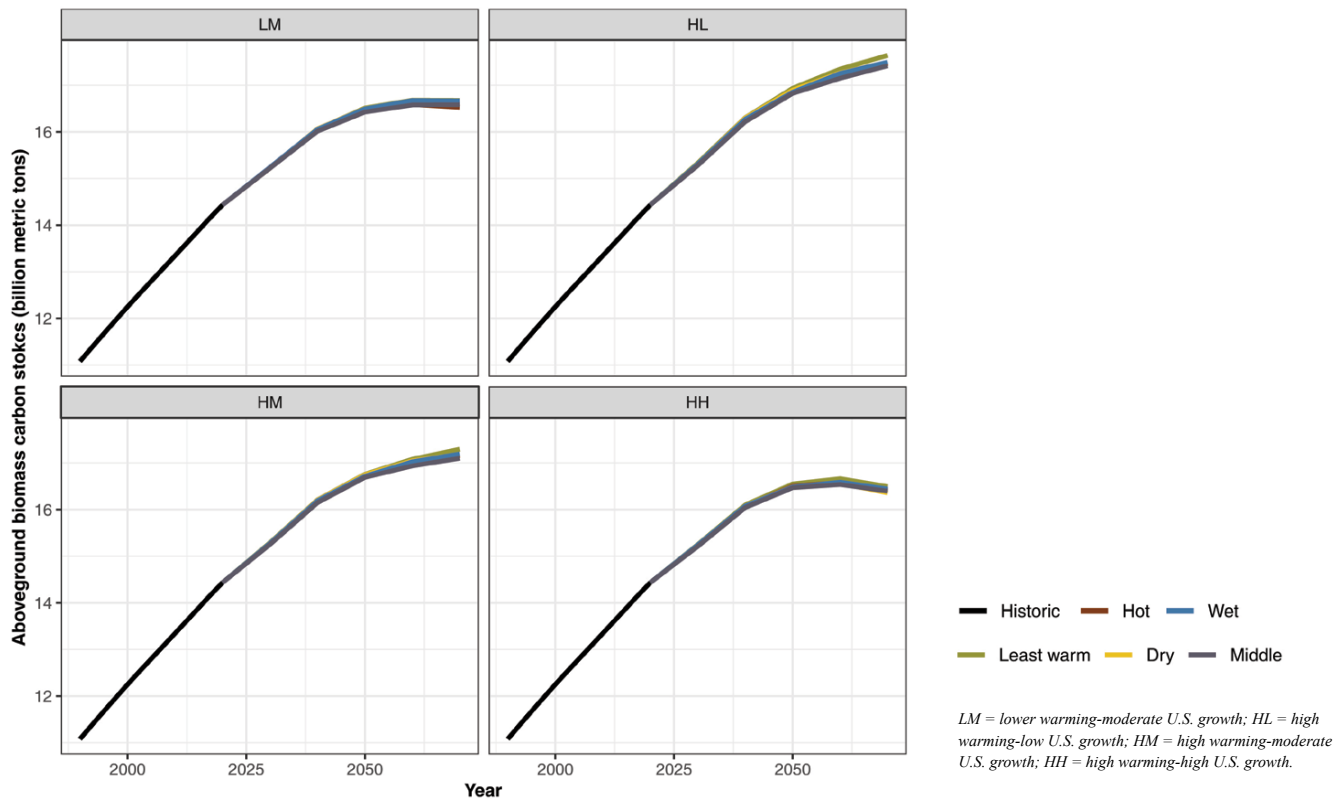 LM
HL
16
14
12
HM
HH
16
14
12
2000
2025
2050
2000
2025
2050
Year
Aboveground biomass carbon stokcs (billion metric tons)
Historic
Hot
Wet
Least warm
Dry
Middle
LM = lower warming-moderate U.S. growth; HL = high
warming-low U.S. growth; HM = high warming-moderate
U.S. growth; HH = high warming-high U.S. growth.